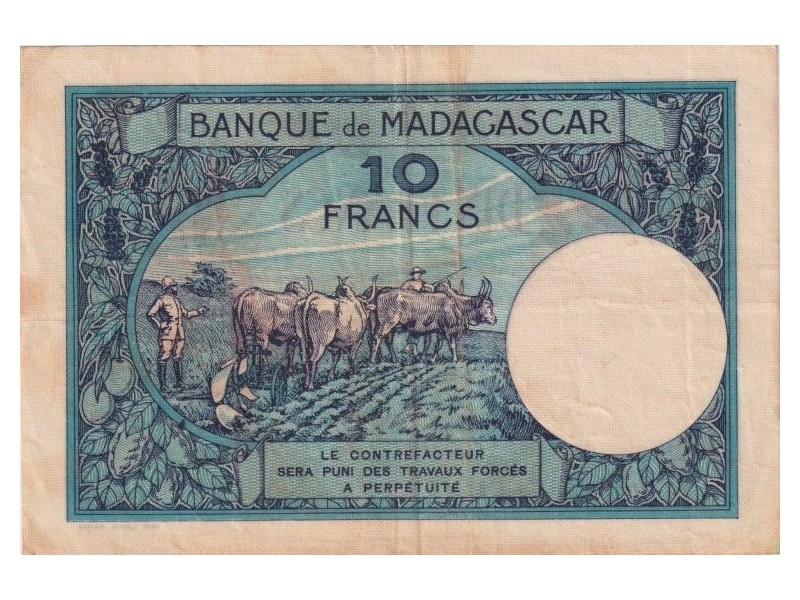 BANQUE de MADAGASCAR
10
FRANCS
LE CONTREFACTEUR
SERA PUNI DES TRAVAUX FORCÉS
A PERPÉTUITÉ